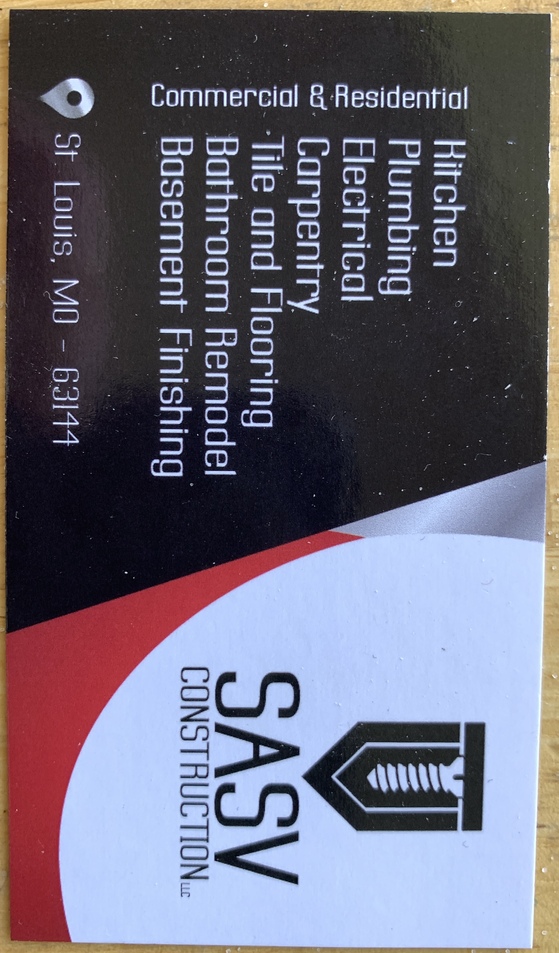 Commercial & Residential
Kitchen
Plumbing
Electrical
Carpentry
Tile and Flooring
Bathroom Remodel
Basement Finishing
St Louis, MO - 63144
SASV
CONSTRUCTION LLC